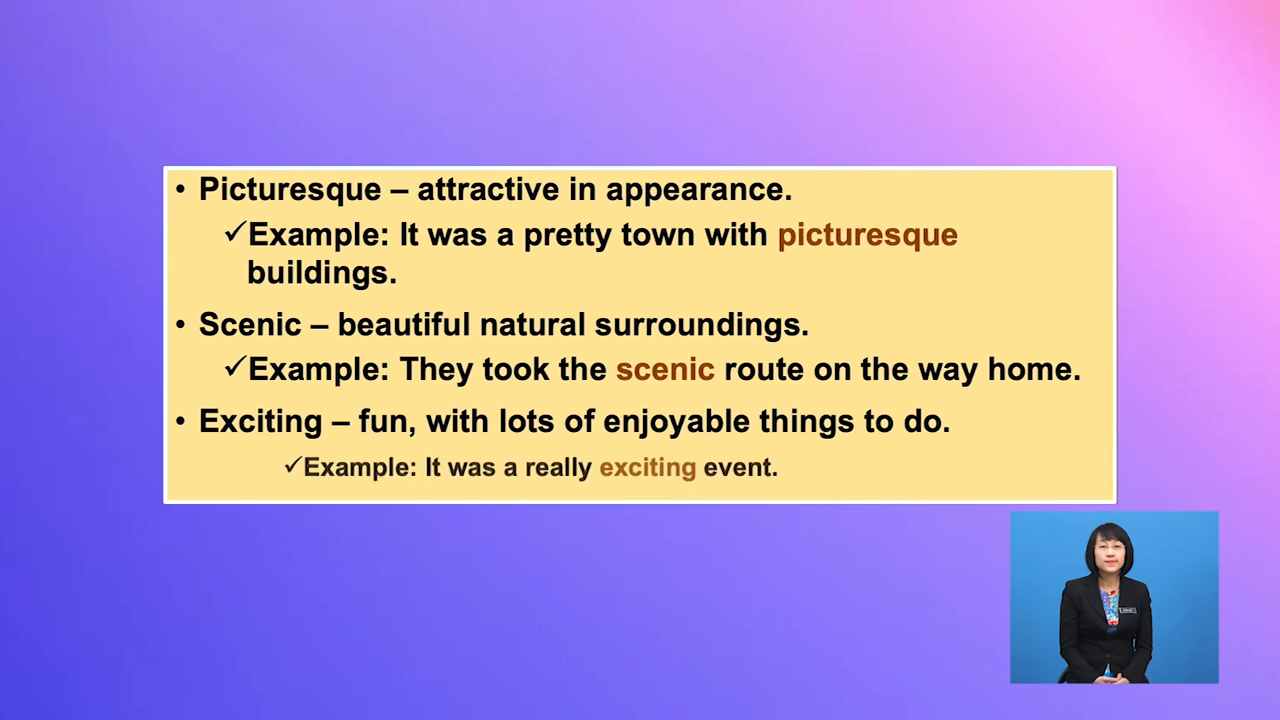 • Picturesque – attractive in appearance.
✓Example: It was a pretty town with picturesque
buildings.
• Scenic – beautiful natural surroundings.
✓Example: They took the scenic route on the way home.
• Exciting – fun, with lots of enjoyable things to do.
✓Example: It was a really exciting event.